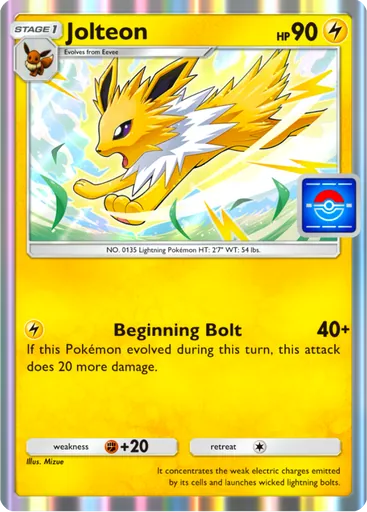 STAGE 1 Jolteon HP 90
Evolves from Eevee
NO. 0135 Lightning Pokémon HT: 2'7" WT: 54 lbs.
Beginning Bolt 40+
If this Pokémon evolved during this turn, this attack
does 20 more damage.
weakness +20 retreat
Illus. Mizue
It concentrates the weak electric charges emitted
by its cells and launches wicked lightning bolts.